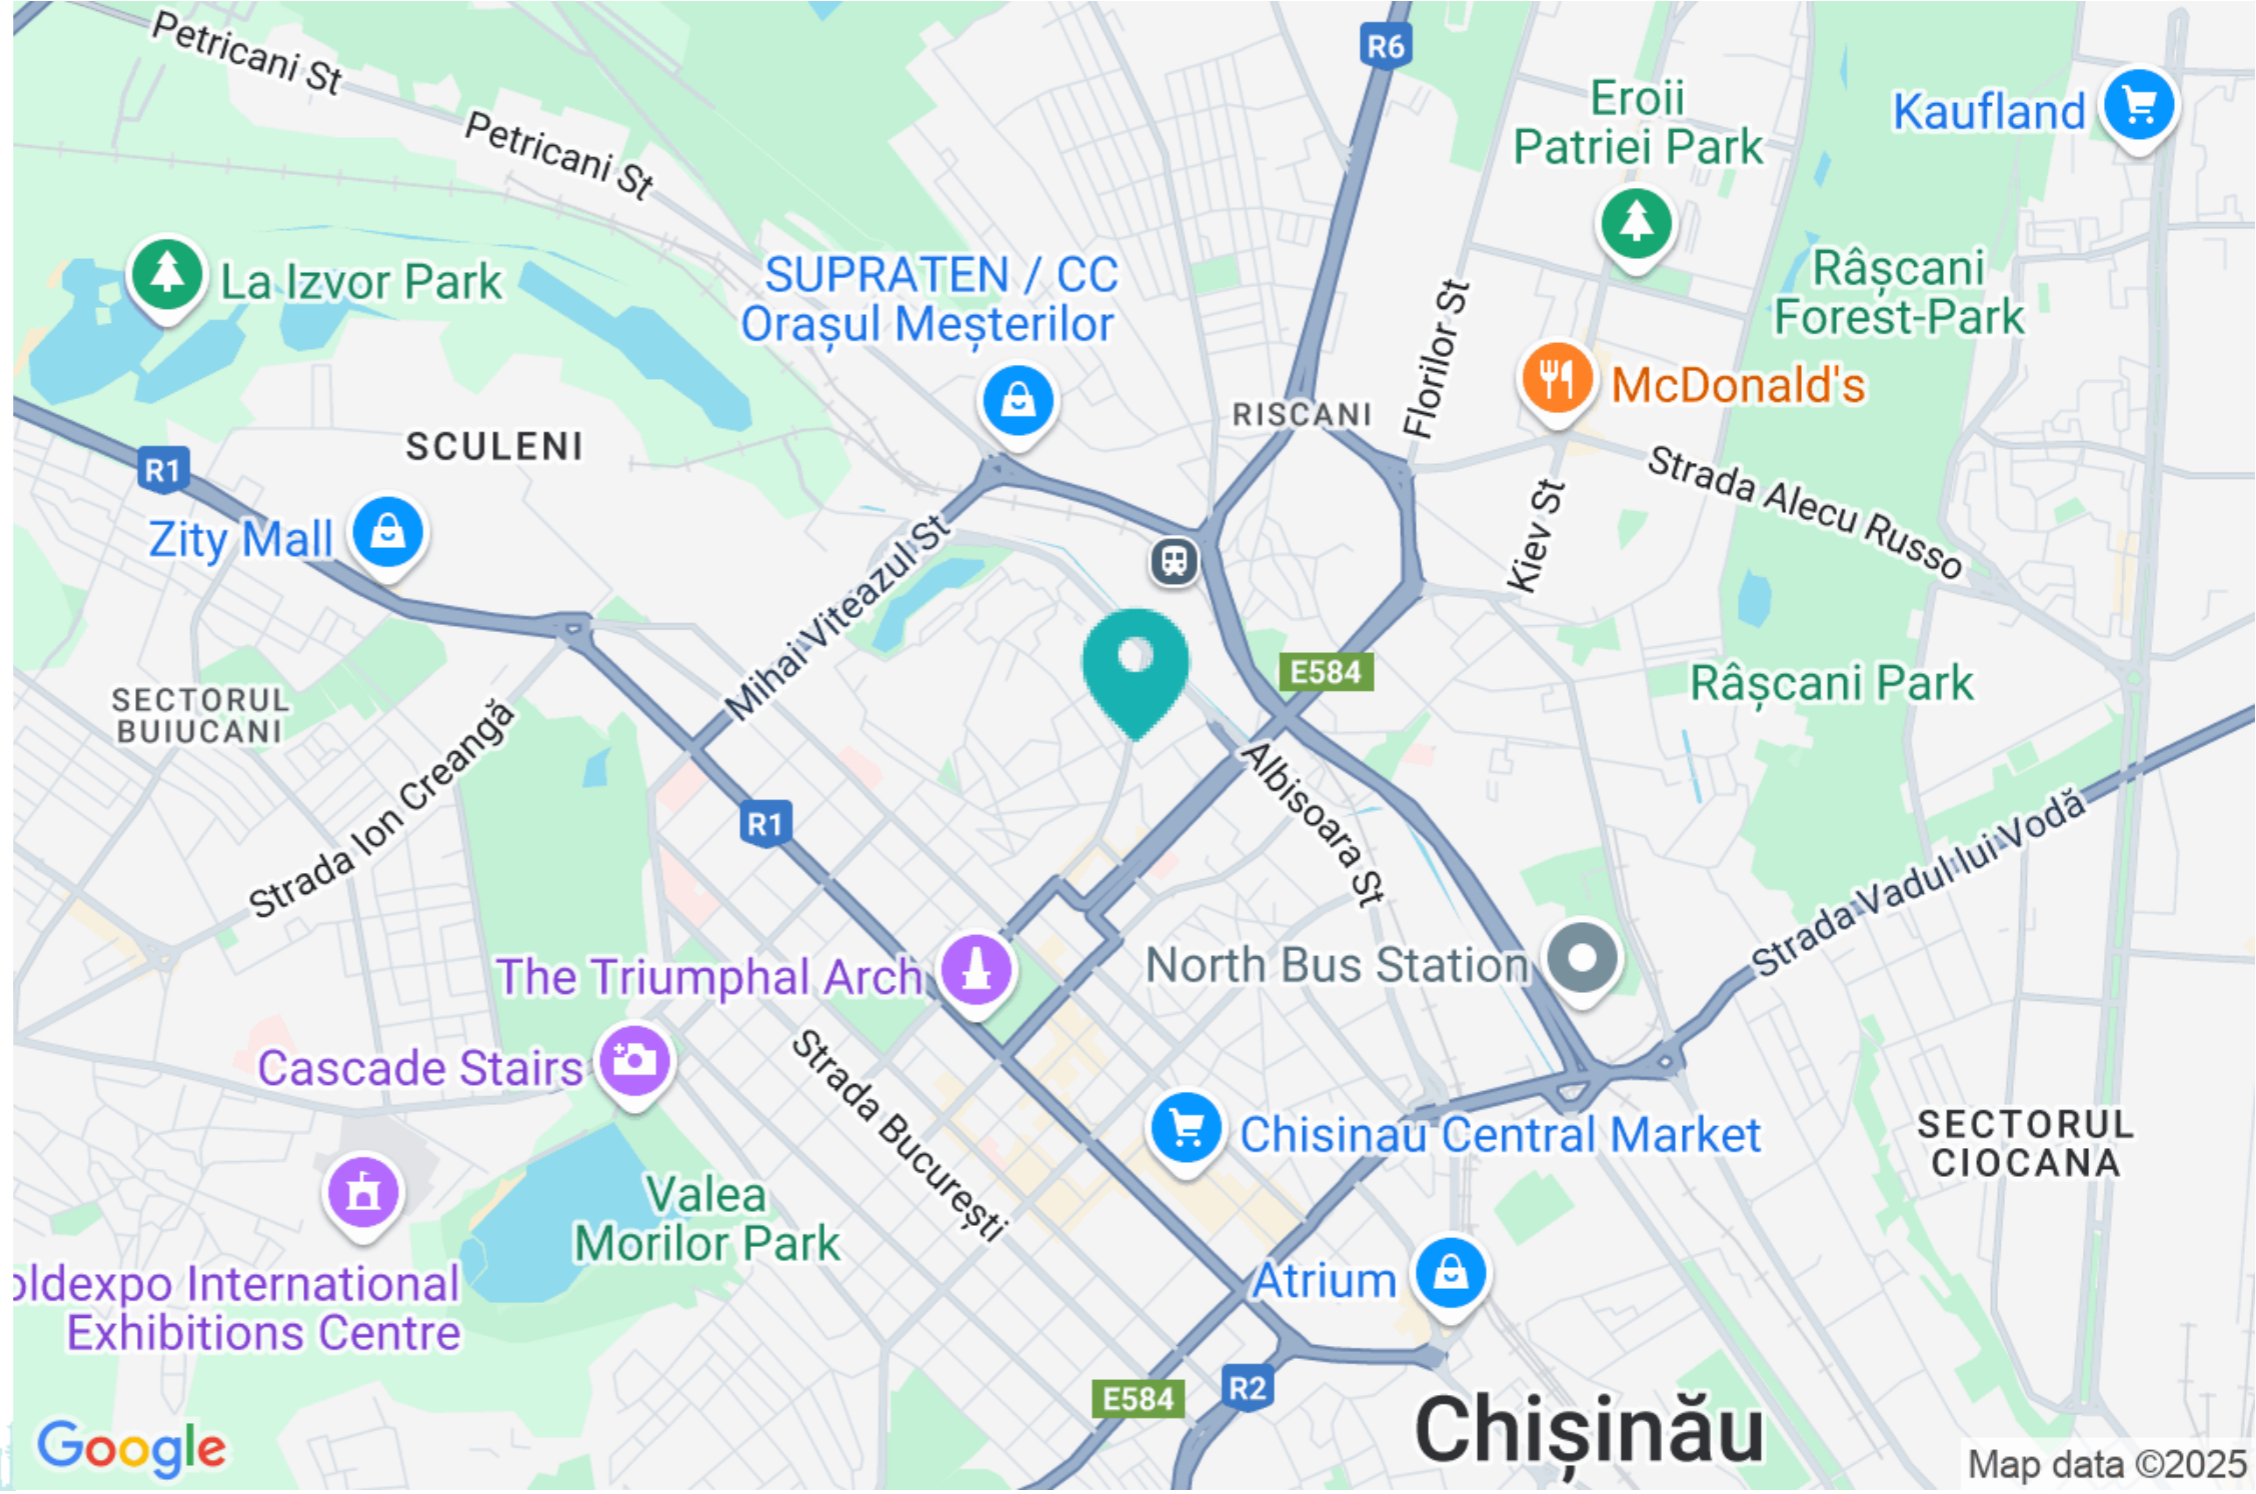 Petricani St
R6
Eroii
Patriei Park
Kaufland
Petricani St
La Izvor Park
SUPRATEN / CC
Orașul Meșterilor
Râșcani
Forest-Park
Florilor St
McDonald's
RISCANI
SCULENI
R1
Strada Alecu Russo
Zity Mall
Kiev St
Mihai Viteazul St
E584
Râșcani Park
SECTORUL
BUIUCANI
Strada Ion Creangă
R1
Albisoara St
Strada Vadul lui Vodă
The Triumphal Arch
North Bus Station
Cascade Stairs
Strada București
Chisinau Central Market
SECTORUL
CIOCANA
Valea
Morilor Park
oldexpo International
Exhibitions Centre
Atrium
E584
R2
Chișinău
Google
Map data ©2025